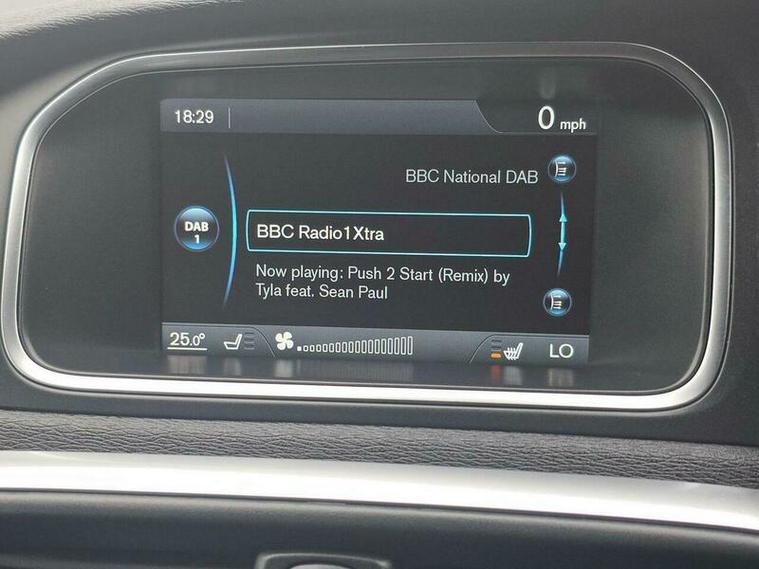 18:29
0 mph
BBC National DAB
DAB
1
BBC Radio1Xtra
Now playing: Push 2 Start (Remix) by
Tyla feat. Sean Paul
25.0°
LO